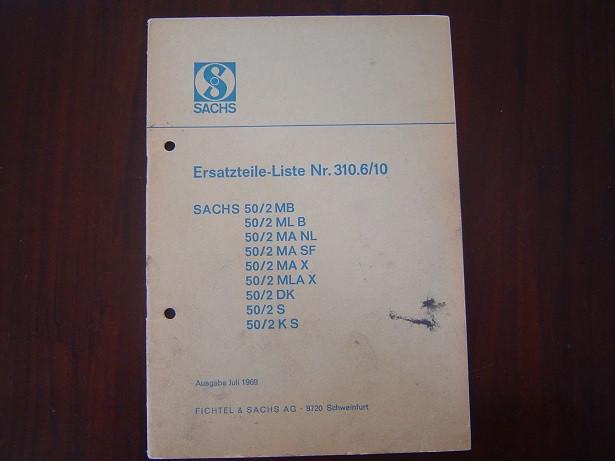 SACHS
Ersatzteile-Liste Nr. 310.6/10
SACHS 50/2 MB
50/2 ML B
50/2 MA NL
50/2 MA SF
50/2 MA X
50/2 MLA X
50/2 DK
50/2 S
50/2 K S
Ausgabe Juli 1969
FICHTEL & SACHS AG - 8720 Schweinfurt